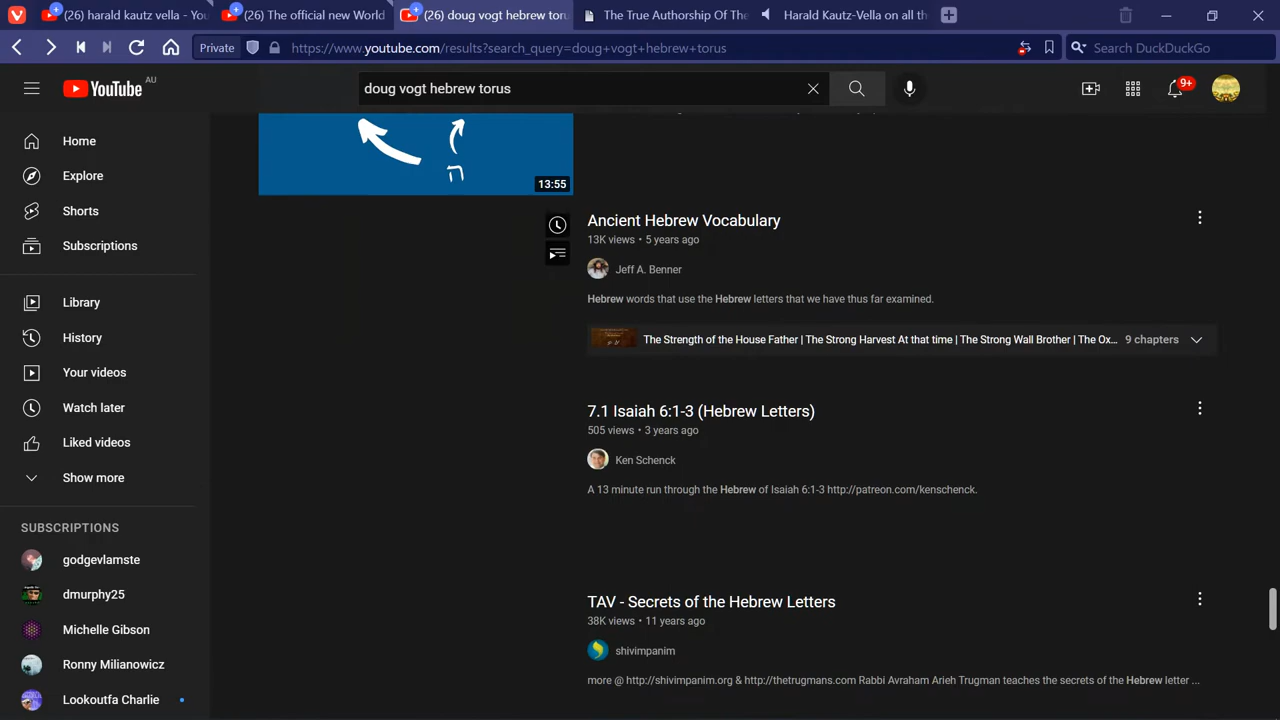 (26) harald kautz vella - You
(26) The official new World
(26) doug vogt hebrew toru
The True Authorship Of The
Harald Kautz-Vella on all th
Private
https://www.youtube.com/results?search_query=doug+vogt+hebrew+torus
Search DuckDuckGo
YouTube AU
doug vogt hebrew torus
9+
Home
Explore
Shorts
Subscriptions
Library
History
Your videos
Watch later
Liked videos
Show more
SUBSCRIPTIONS
godgevlamste
dmurphy25
Michelle Gibson
Ronny Milianowicz
Lookoutfa Charlie
ה
13:55
Ancient Hebrew Vocabulary
13K views • 5 years ago
Jeff A. Benner
Hebrew words that use the Hebrew letters that we have thus far examined.
The Strength of the House Father | The Strong Harvest At that time | The Strong Wall Brother | The Ox... 9 chapters
7.1 Isaiah 6:1-3 (Hebrew Letters)
505 views • 3 years ago
Ken Schenck
A 13 minute run through the Hebrew of Isaiah 6:1-3 http://patreon.com/kenschenck.
TAV - Secrets of the Hebrew Letters
38K views • 11 years ago
shivimpanim
more @ http://shivimpanim.org & http://thetrugmans.com Rabbi Avraham Arieh Trugman teaches the secrets of the Hebrew letter ...